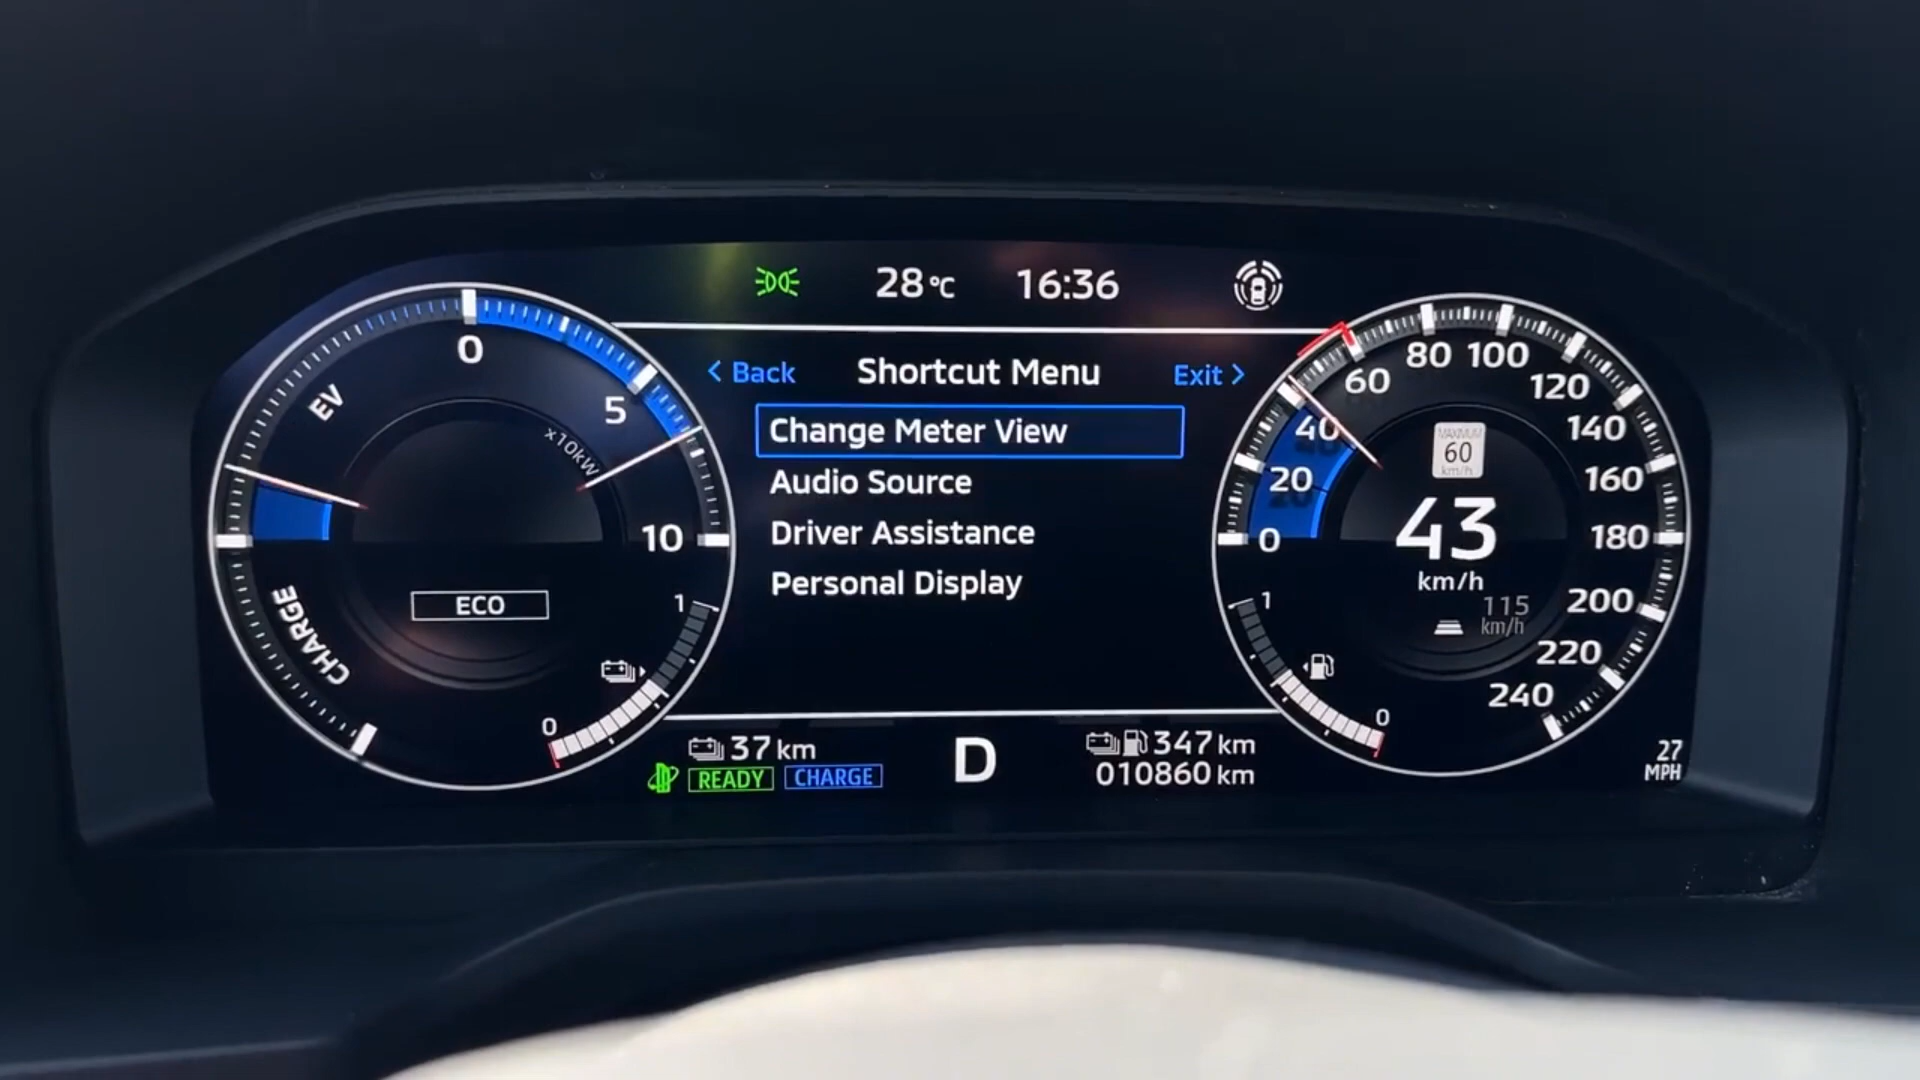 28°C 16:36
< Back Shortcut Menu Exit >
Change Meter View
Audio Source
Driver Assistance
Personal Display
EV
CHARGE
0
5
10
x10kW
ECO
1
0
0
20
40
60
80
100
120
140
160
180
200
220
240
MAXIMUM
60
km/h
43
km/h
115
km/h
1
0
37 km
READY CHARGE
D
347 km
010860 km
27
MPH